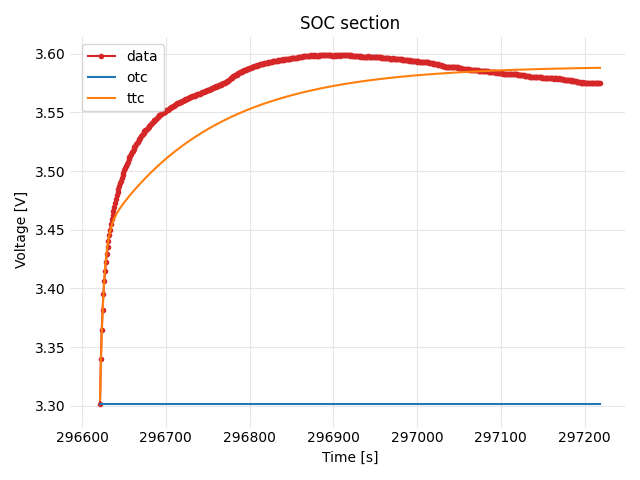 SOC section
data
otc
ttc
Voltage [V]
3.60
3.55
3.50
3.45
3.40
3.35
3.30
296600 296700 296800 296900 297000 297100 297200
Time [s]